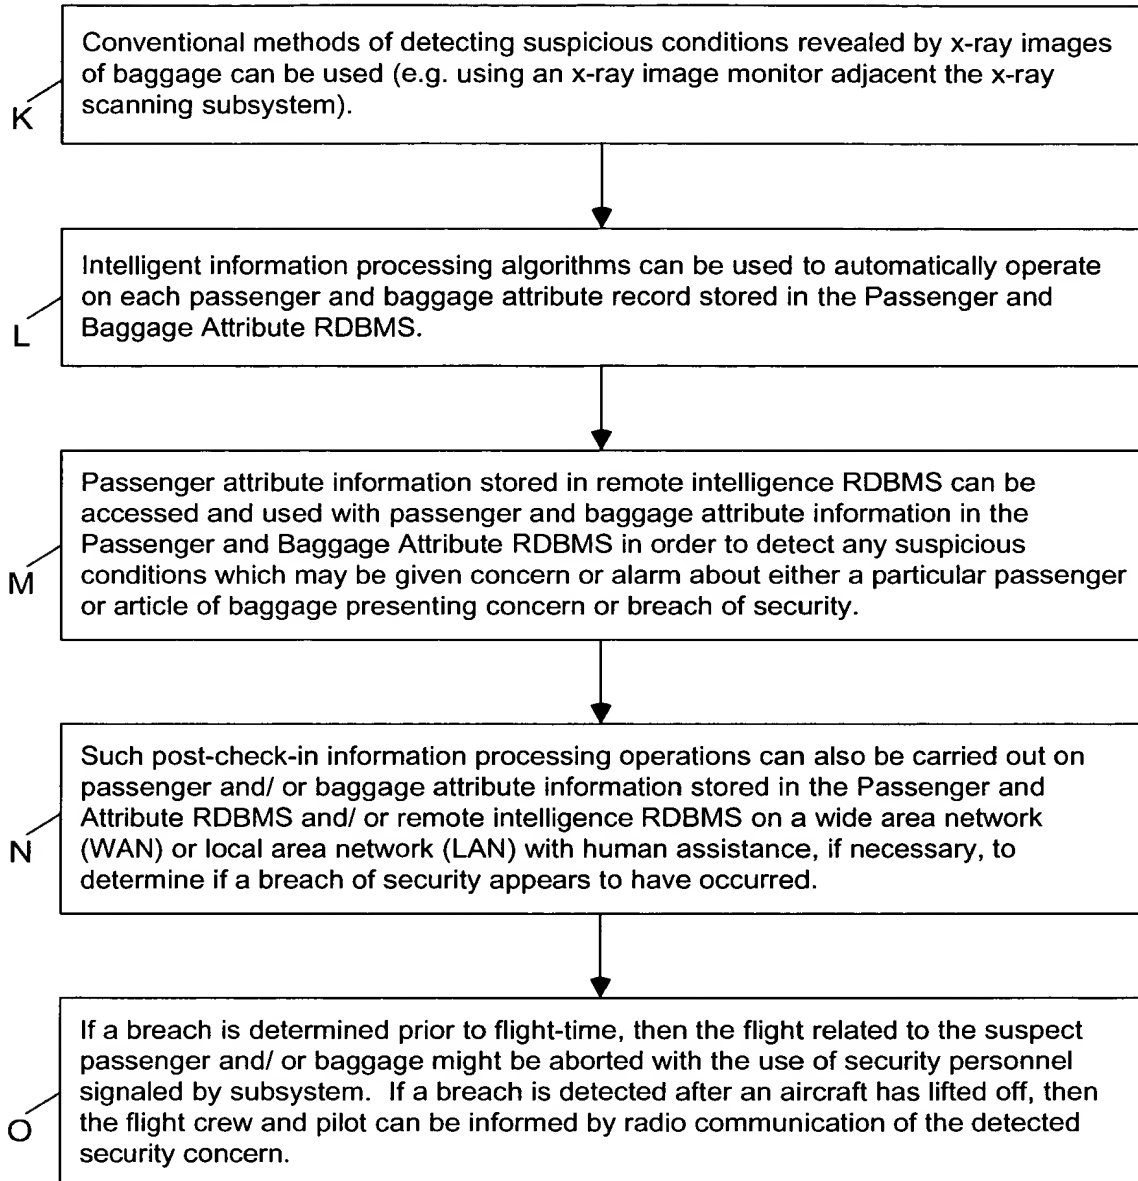 Conventional methods of detecting suspicious conditions revealed by x-ray images
of baggage can be used (e.g. using an x-ray image monitor adjacent the x-ray
scanning subsystem).
K
Intelligent information processing algorithms can be used to automatically operate
on each passenger and baggage attribute record stored in the Passenger and
Baggage Attribute RDBMS.
L
Passenger attribute information stored in remote intelligence RDBMS can be
accessed and used with passenger and baggage attribute information in the
Passenger and Baggage Attribute RDBMS in order to detect any suspicious
conditions which may be given concern or alarm about either a particular passenger
or article of baggage presenting concern or breach of security.
M
Such post-check-in information processing operations can also be carried out on
passenger and/ or baggage attribute information stored in the Passenger and
Attribute RDBMS and/ or remote intelligence RDBMS on a wide area network
(WAN) or local area network (LAN) with human assistance, if necessary, to
determine if a breach of security appears to have occurred.
N
If a breach is determined prior to flight-time, then the flight related to the suspect
passenger and/ or baggage might be aborted with the use of security personnel
signaled by subsystem.  If a breach is detected after an aircraft has lifted off, then
the flight crew and pilot can be informed by radio communication of the detected
security concern.
O